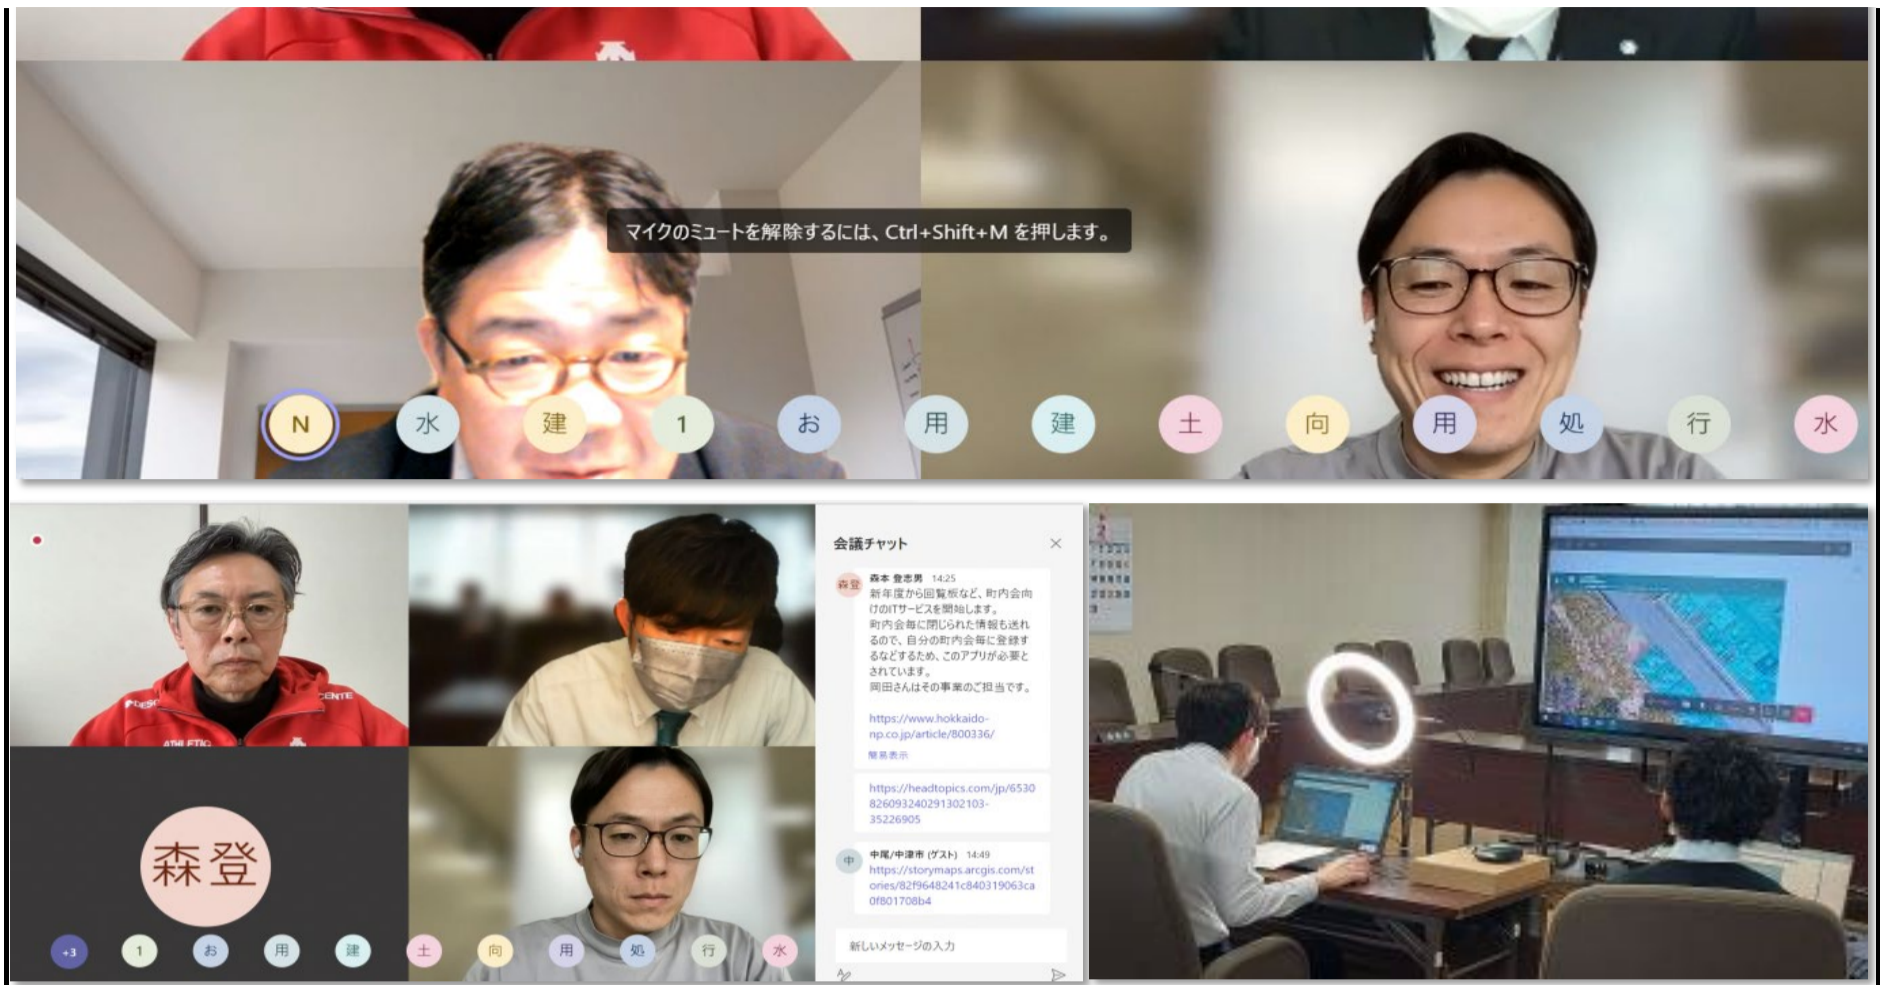 マイクのミュートを解除するには、Ctrl+Shift+M を押します。
N 水 建 1 お 用 建 土 向 用 処 行 水
DESCENTE
ATHLETIC
森登
+3 1 お 用 建 土 向 用 処 行 水
会議チャット
森登 森本 登志男 14:25
新年度から回覧板など、町内会向
けのITサービスを開始します。
町内会毎に閉じられた情報も送れ
るので、自分の町内会毎に登録す
るなどするため、このアプリが必要と
されています。
岡田さんはその事業のご担当です。
https://www.hokkaido-
np.co.jp/article/800336/
簡易表示
https://headtopics.com/jp/6530
826093240291302103-
35226905
中 中尾/中津市 (ゲスト) 14:49
https://storymaps.arcgis.com/st
ories/82f9648241c840319063ca
0f801708b4
新しいメッセージの入力